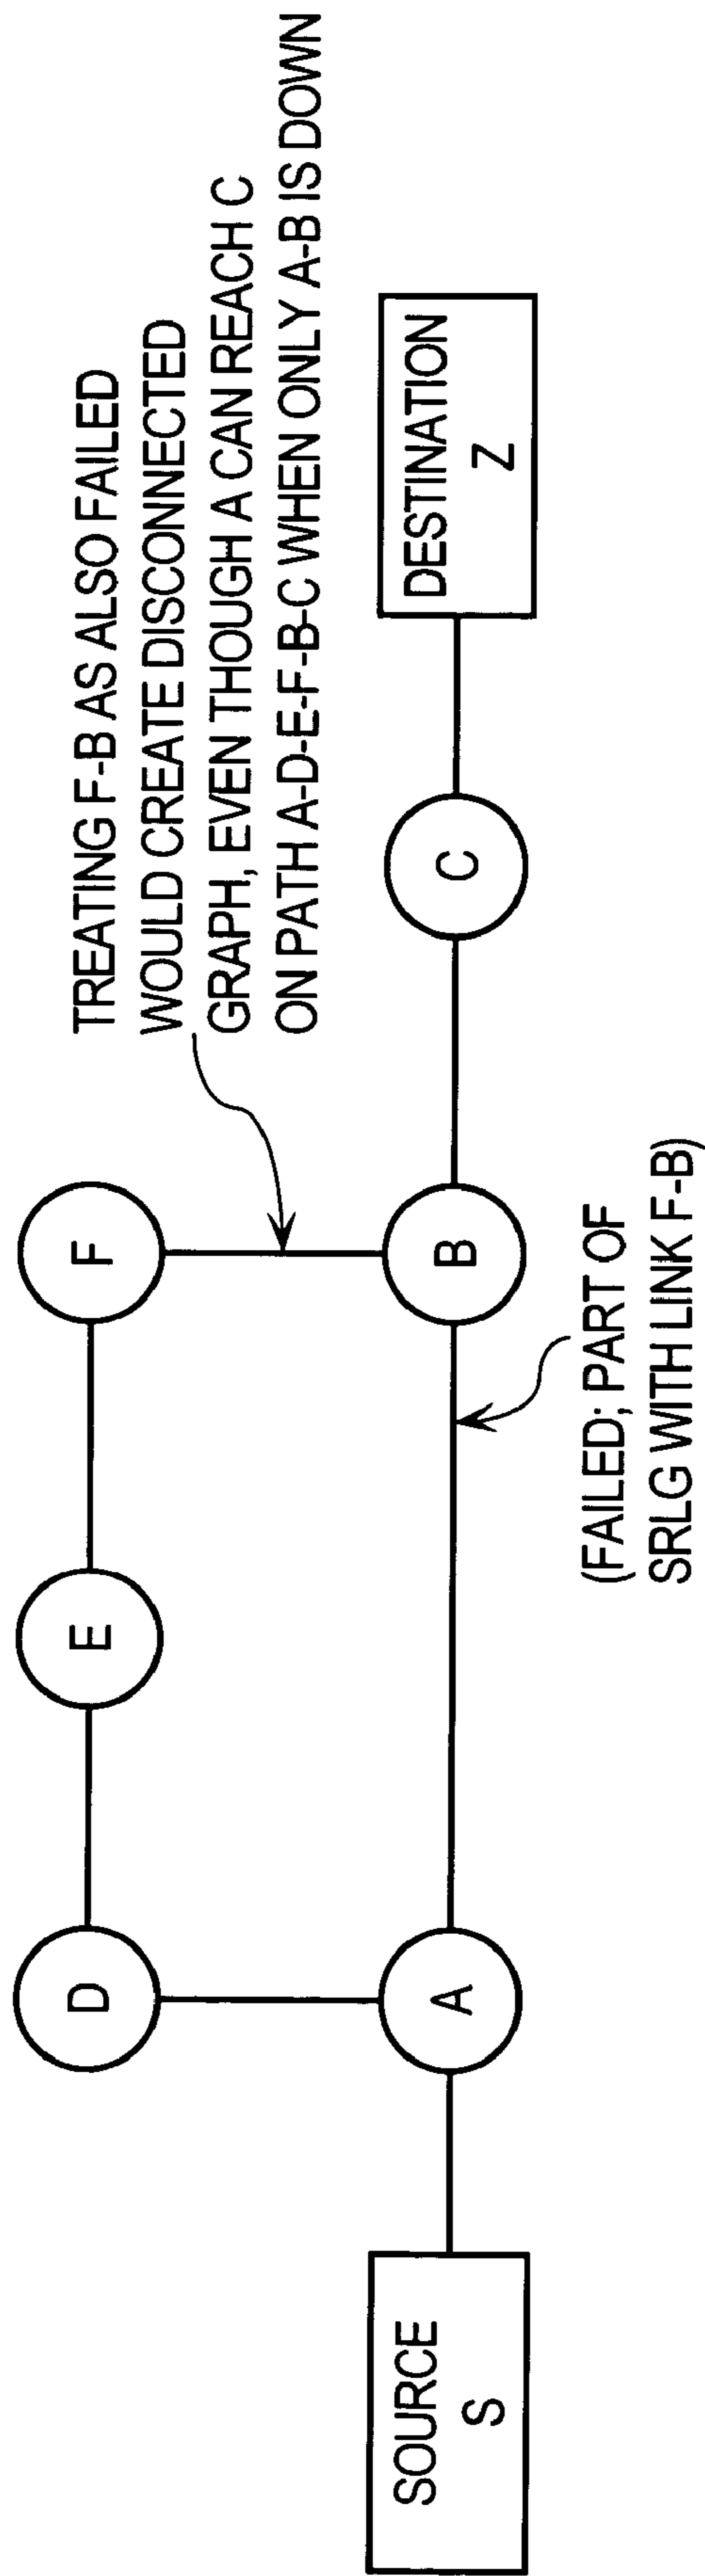 TREATING F-B AS ALSO FAILED
WOULD CREATE DISCONNECTED
GRAPH, EVEN THOUGH A CAN REACH C
ON PATH A-D-E-F-B-C WHEN ONLY A-B IS DOWN
D
E
F
SOURCE
S
A
B
C
DESTINATION
Z
(FAILED; PART OF
SRLG WITH LINK F-B)